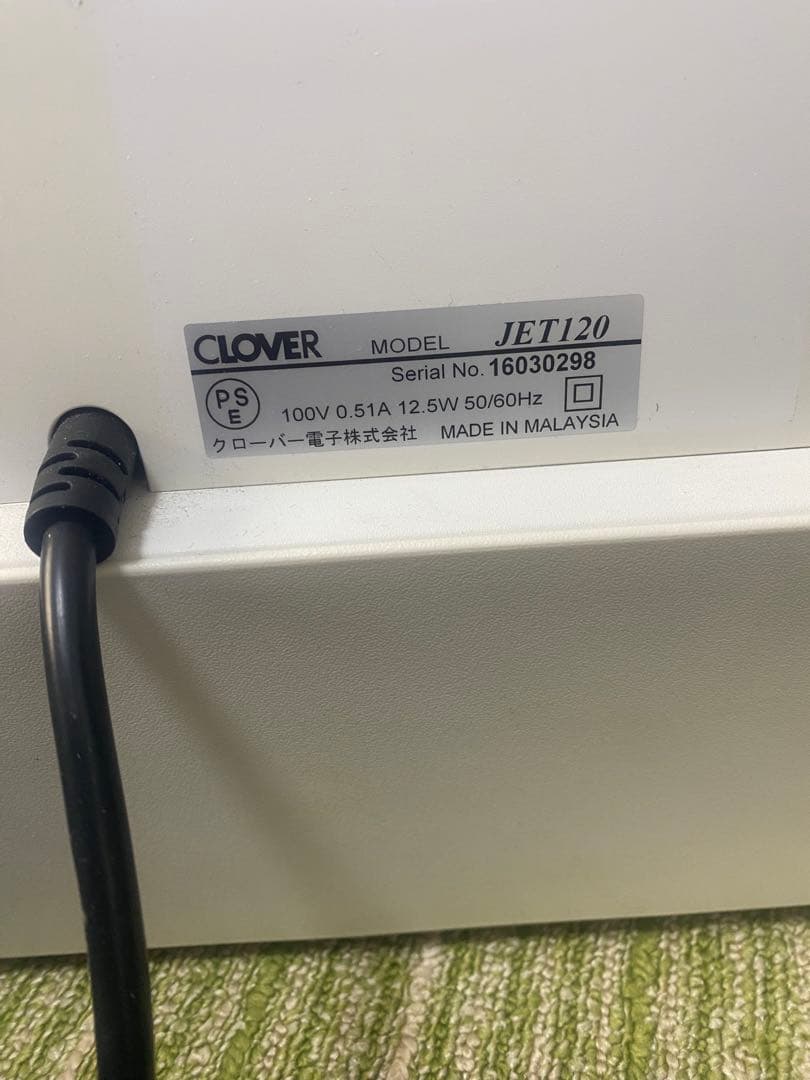 CLOVER MODEL JET120
Serial No. 16030298
PSE
100V 0.51A 12.5W 50/60Hz
クローバー電子株式会社 MADE IN MALAYSIA